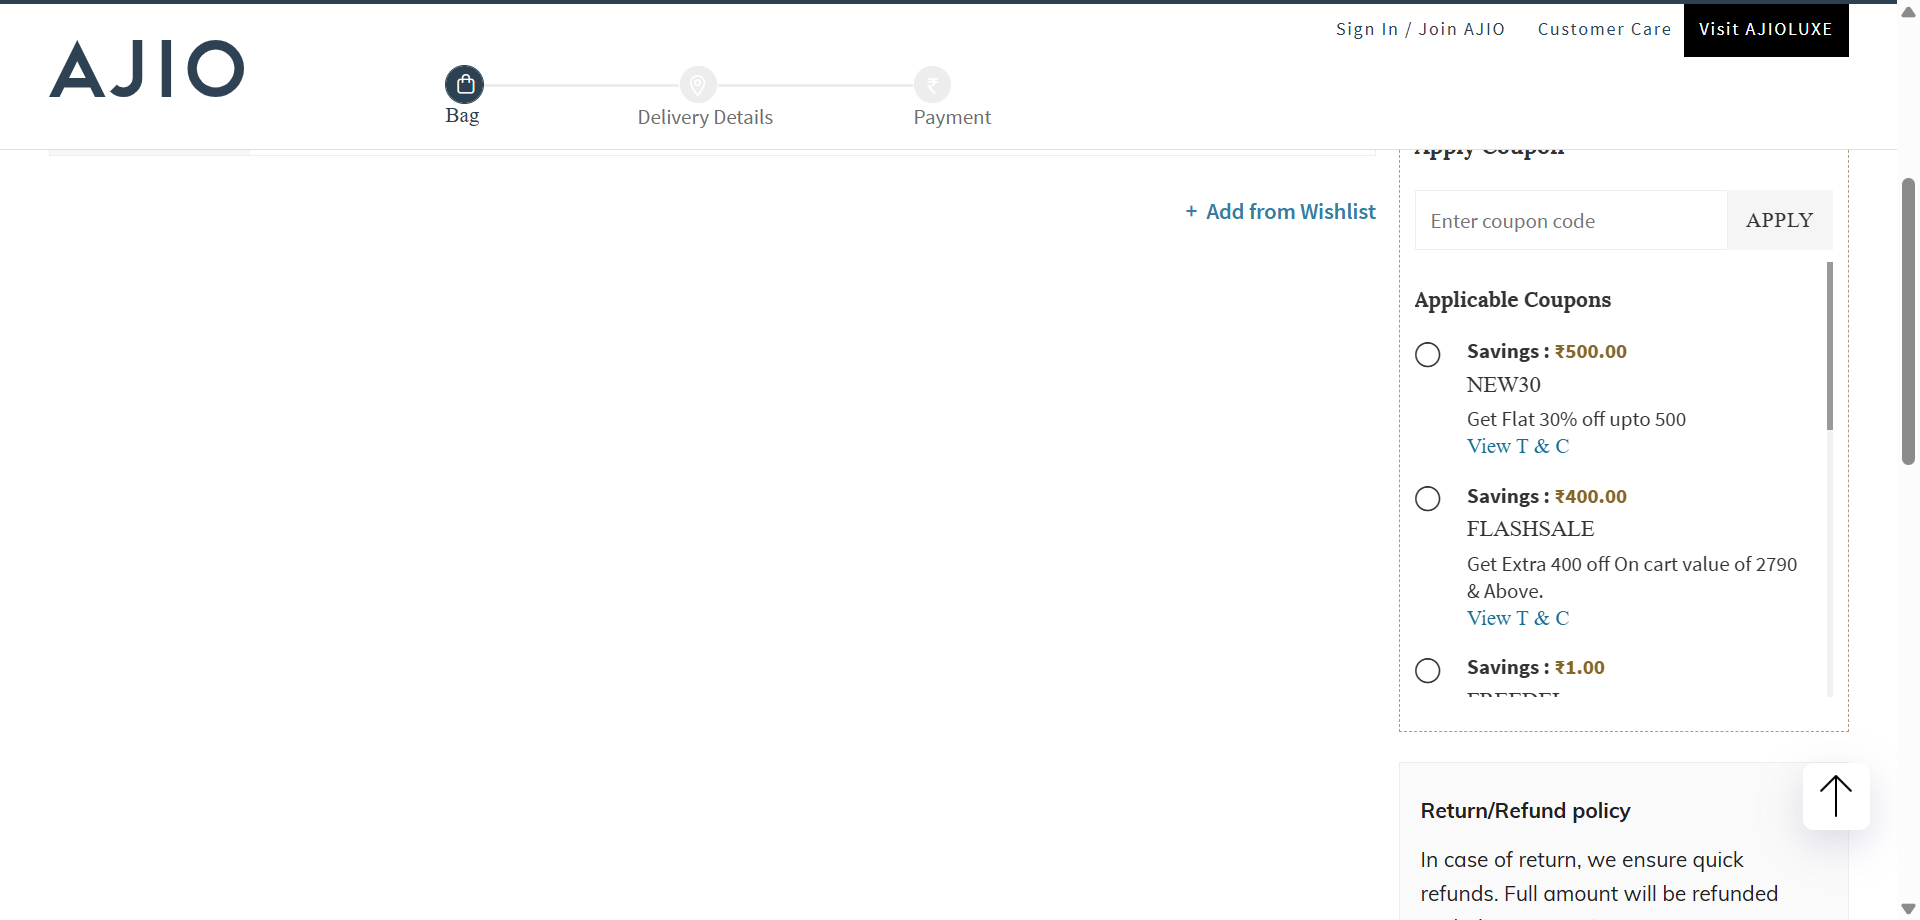 Sign In / Join AJIO
Customer Care
Visit AJIOLUXE
AJIO
Bag
Delivery Details
₹
Payment
Apply Coupon
+ Add from Wishlist
Enter coupon code
APPLY
Applicable Coupons
Savings : ₹500.00
NEW30
Get Flat 30% off upto 500
View T & C
Savings : ₹400.00
FLASHSALE
Get Extra 400 off On cart value of 2790
& Above.
View T & C
Savings : ₹1.00
FREEDEL
Return/Refund policy
In case of return, we ensure quick
refunds. Full amount will be refunded